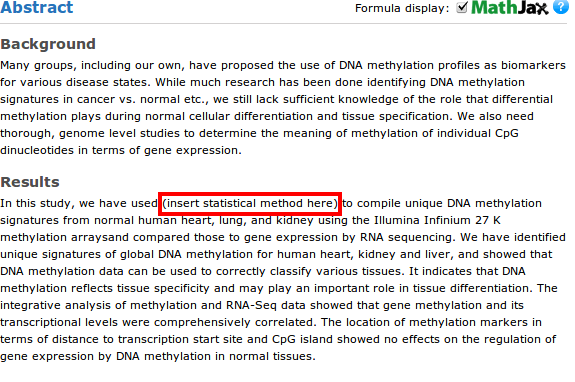 Abstract
Formula display: MathJax ?
Background
Many groups, including our own, have proposed the use of DNA methylation profiles as biomarkers
for various disease states. While much research has been done identifying DNA methylation
signatures in cancer vs. normal etc., we still lack sufficient knowledge of the role that differential
methylation plays during normal cellular differentiation and tissue specification. We also need
thorough, genome level studies to determine the meaning of methylation of individual CpG
dinucleotides in terms of gene expression.
Results
In this study, we have used (insert statistical method here) to compile unique DNA methylation
signatures from normal human heart, lung, and kidney using the Illumina Infinium 27 K
methylation arraysand compared those to gene expression by RNA sequencing. We have identified
unique signatures of global DNA methylation for human heart, kidney and liver, and showed that
DNA methylation data can be used to correctly classify various tissues. It indicates that DNA
methylation reflects tissue specificity and may play an important role in tissue differentiation. The
integrative analysis of methylation and RNA-Seq data showed that gene methylation and its
transcriptional levels were comprehensively correlated. The location of methylation markers in
terms of distance to transcription start site and CpG island showed no effects on the regulation of
gene expression by DNA methylation in normal tissues.